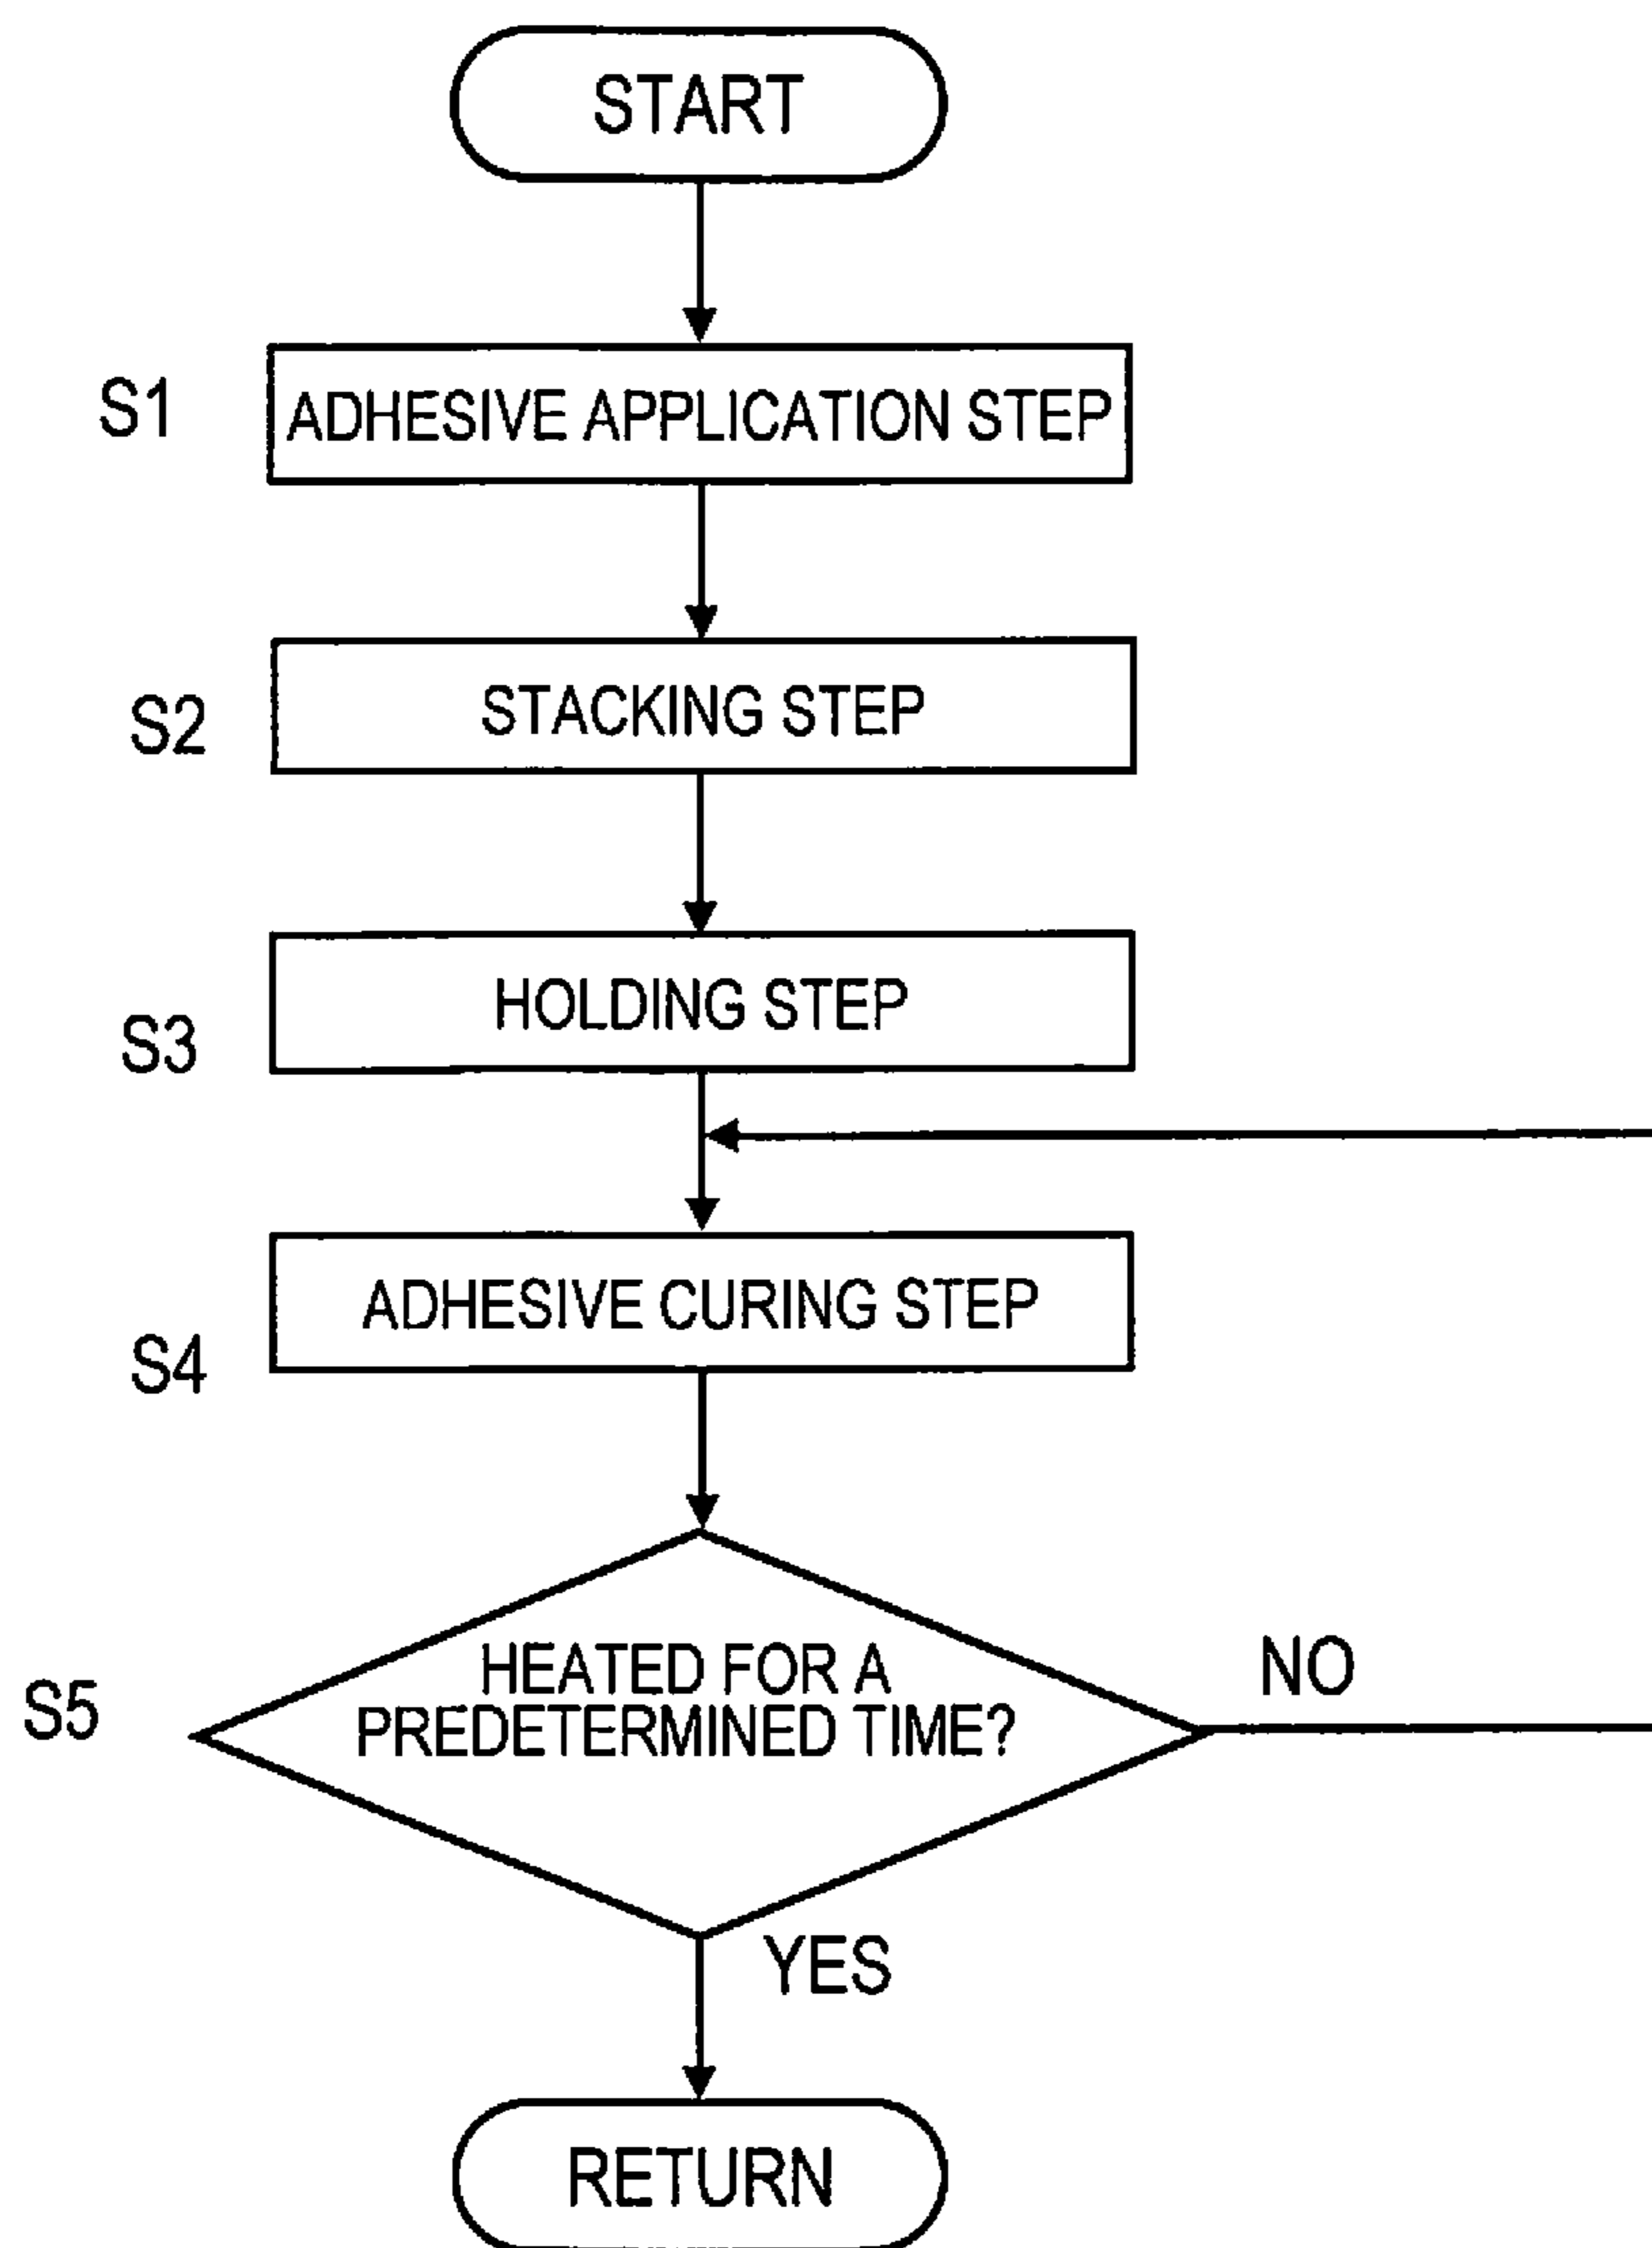 START
S1
ADHESIVE APPLICATION STEP
S2
STACKING STEP
S3
HOLDING STEP
S4
ADHESIVE CURING STEP
S5
HEATED FOR A
PREDETERMINED TIME?
NO
YES
RETURN